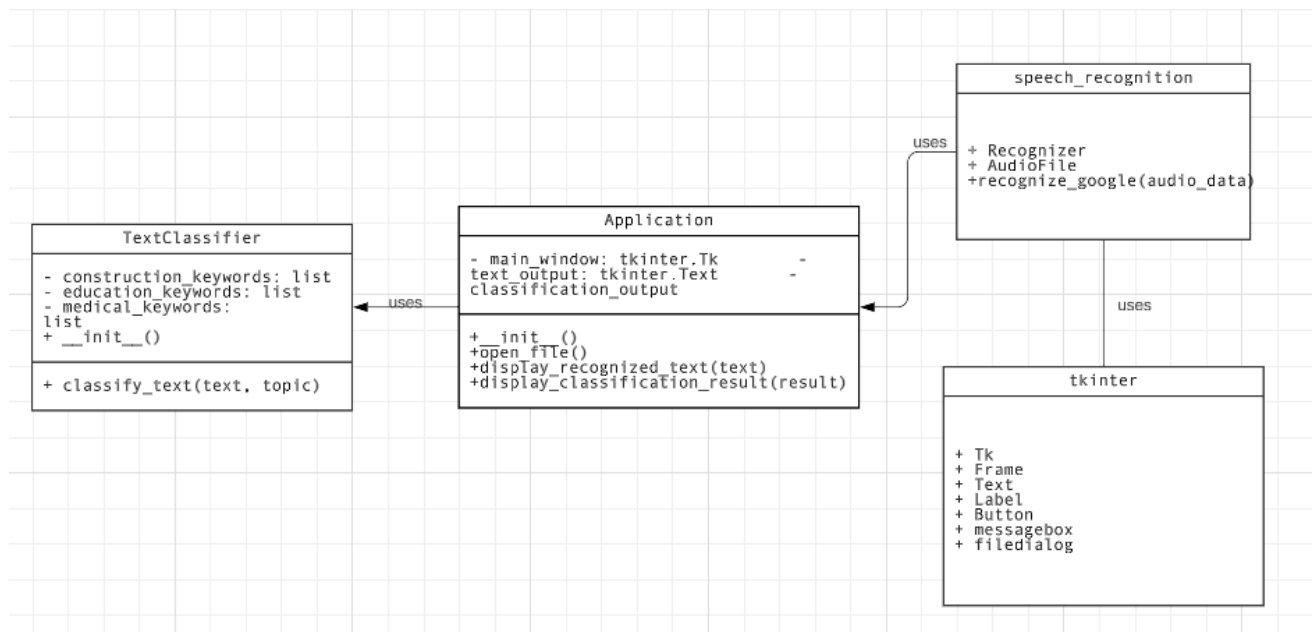 TextClassifier
- construction_keywords: list
- education_keywords: list
- medical_keywords:
list
+ __init__()
+ classify_text(text, topic)
uses
Application
- main_window: tkinter.Tk -
text_output: tkinter.Text -
classification_output
+__init__()
+open_file()
+display_recognized_text(text)
+display_classification_result(result)
uses
speech_recognition
+ Recognizer
+ AudioFile
+recognize_google(audio_data)
uses
tkinter
+ Tk
+ Frame
+ Text
+ Label
+ Button
+ messagebox
+ filedialog